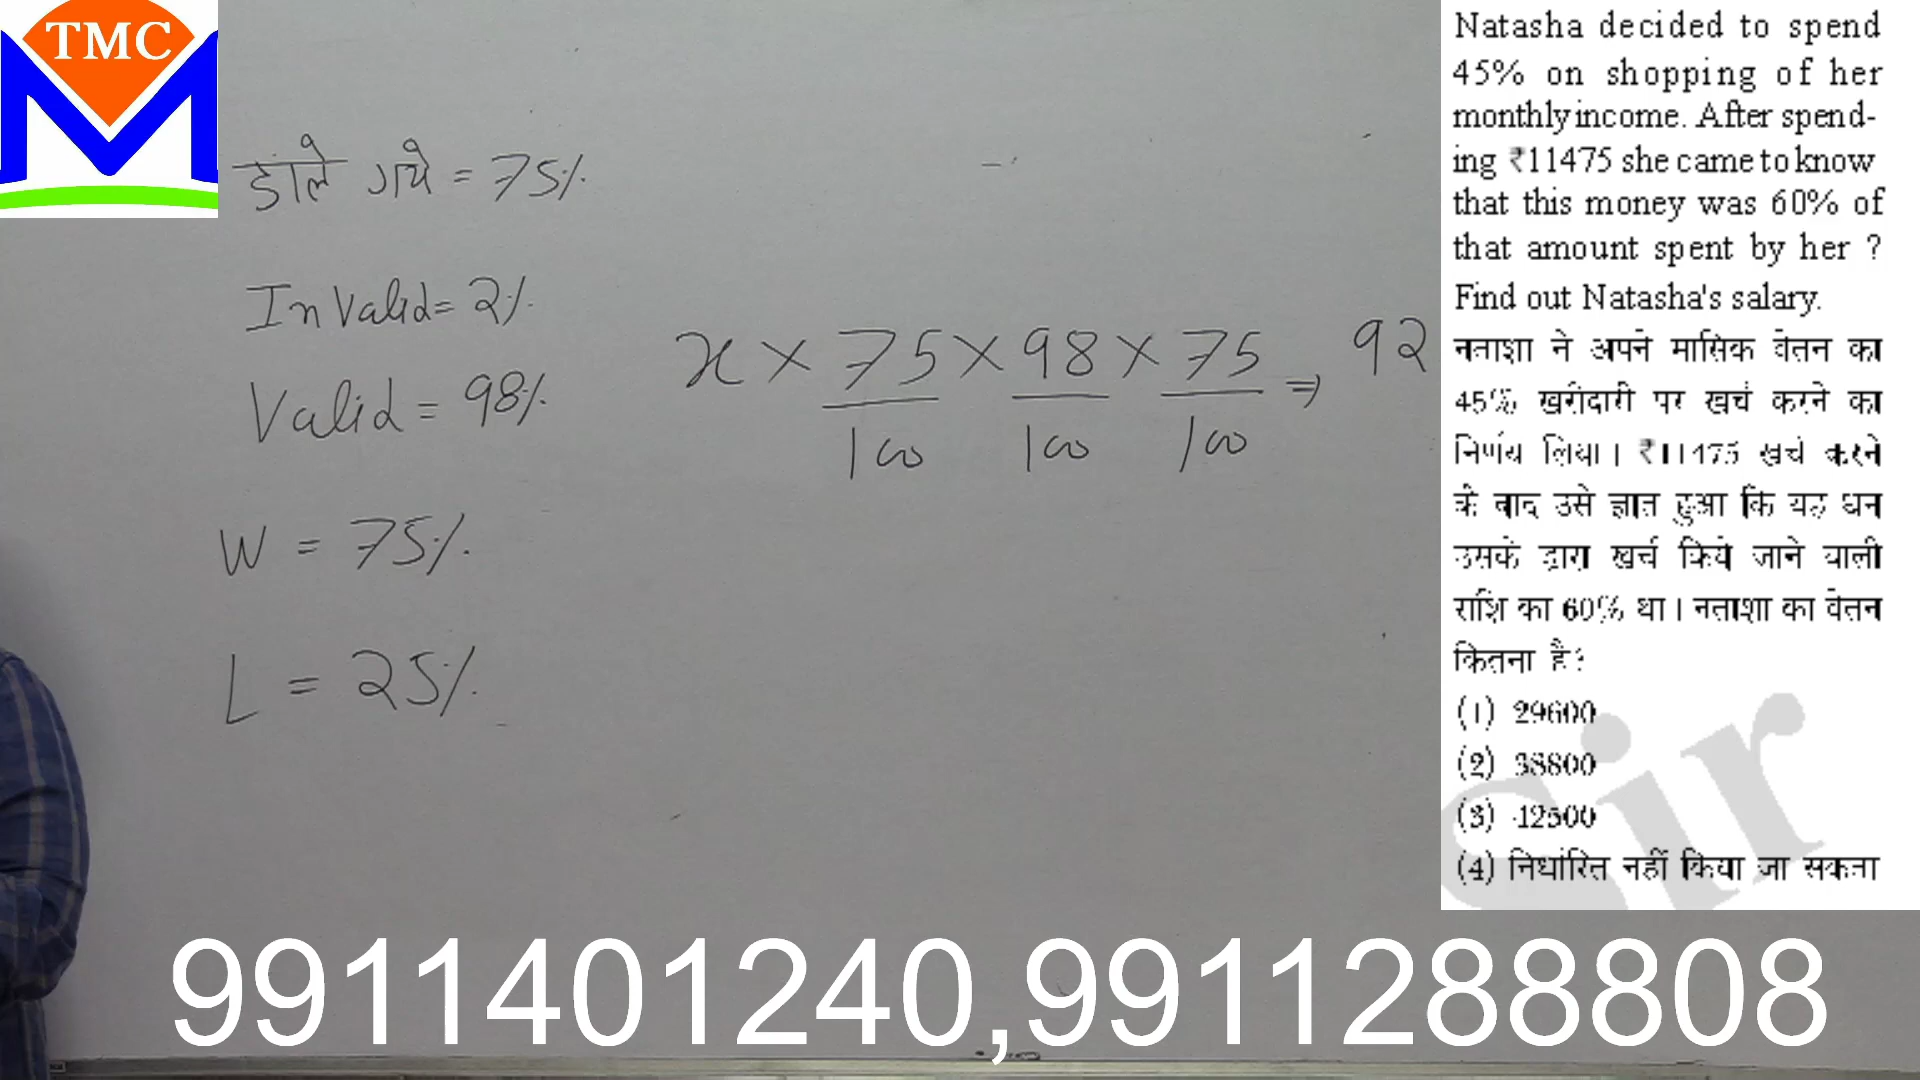 TMC
डाले गये = 75%
InValid = 2%
Valid = 98%
W = 75%
L = 25%
x × 75/100 × 98/100 × 75/100 ⇒ 92
Natasha decided to spend
45% on shopping of her
monthly income. After spend-
ing ₹11475 she came to know
that this money was 60% of
that amount spent by her ?
Find out Natasha's salary.
नताशा ने अपने मासिक वेतन का
45% खरीदारी पर खर्च करने का
निर्णय लिया। ₹11475 खर्च करने
के बाद उसे ज्ञात हुआ कि यह धन
उसके द्वारा खर्च किये जाने वाली
राशि का 60% था। नताशा का वेतन
कितना है?
(1) 29600
(2) 38800
(3) 42500
(4) निर्धारित नहीं किया जा सकता
Sir
9911401240,9911288808